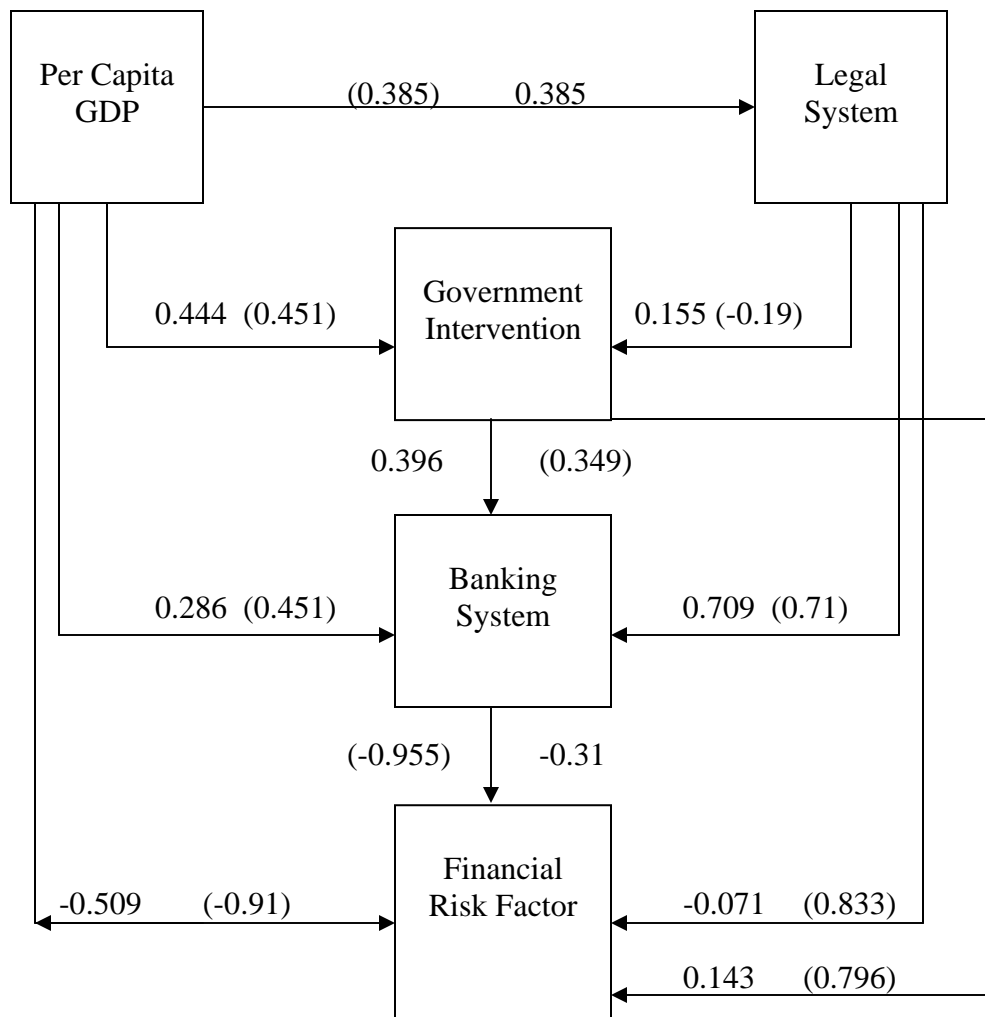 Per Capita
GDP
(0.385) 0.385
Legal
System
Government
Intervention
0.444 (0.451)
0.155 (-0.19)
0.396 (0.349)
Banking
System
0.286 (0.451)
0.709 (0.71)
(-0.955) -0.31
Financial
Risk Factor
-0.509 (-0.91)
-0.071 (0.833)
0.143 (0.796)